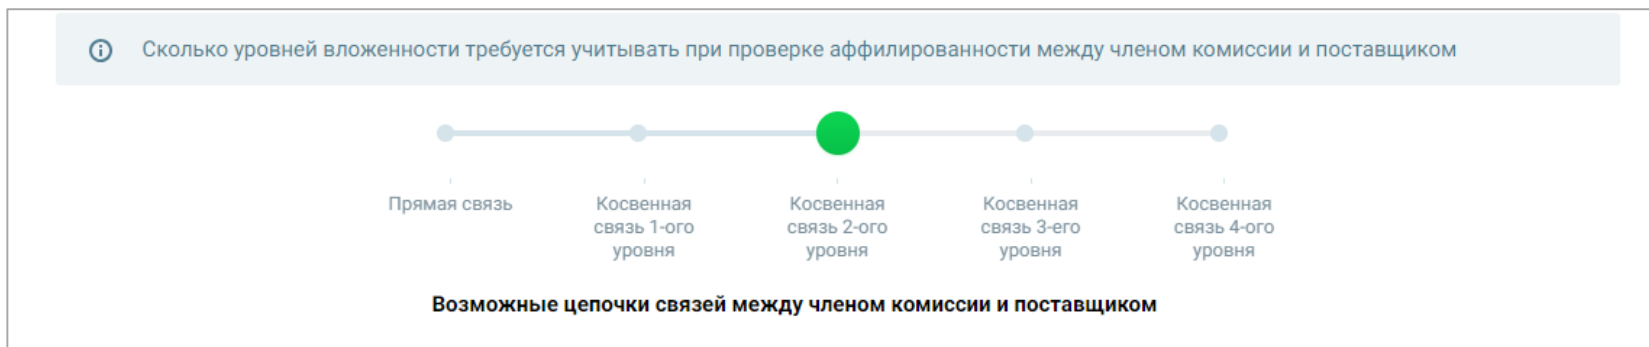 Сколько уровней вложенности требуется учитывать при проверке аффилированности между членом комиссии и поставщиком
Прямая связь
Косвенная
связь 1-ого
уровня
Косвенная
связь 2-ого
уровня
Косвенная
связь 3-его
уровня
Косвенная
связь 4-ого
уровня
Возможные цепочки связей между членом комиссии и поставщиком